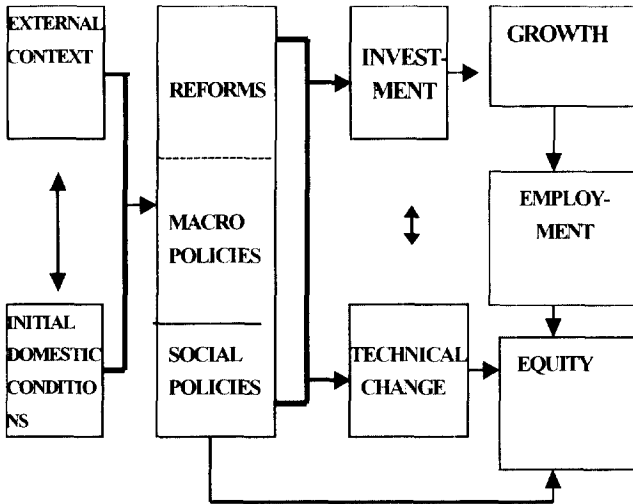 EXTERNAL
CONTEXT
INITIAL
DOMESTIC
CONDITIO
NS
REFORMS
MACRO
POLICIES
SOCIAL
POLICIES
INVEST-
MENT
TECHNICAL
CHANGE
GROWTH
EMPLOY-
MENT
EQUITY